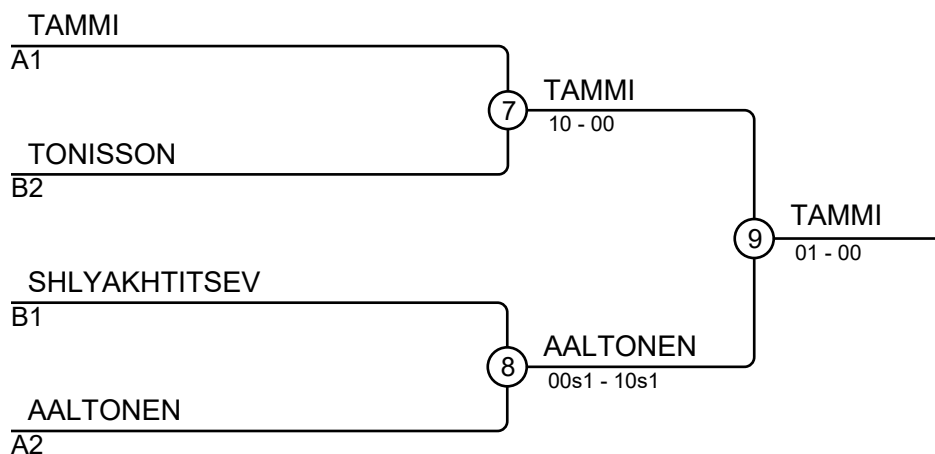 TAMMI
A1
7
TAMMI
10 - 00
TONISSON
B2
9
TAMMI
01 - 00
SHLYAKHTITSEV
B1
8
AALTONEN
00s1 - 10s1
AALTONEN
A2